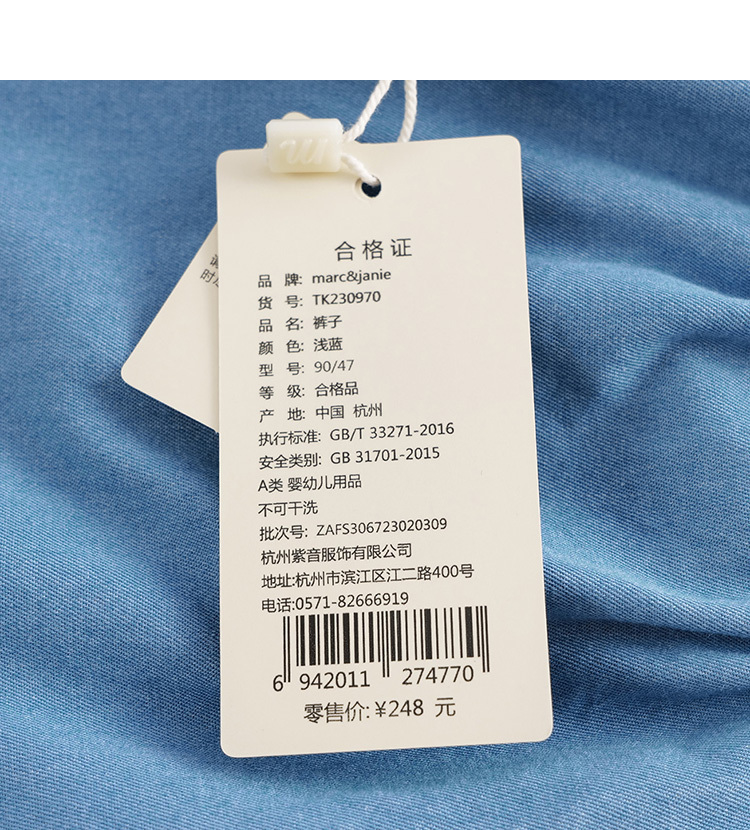 合格证
品 牌: marc&janie
货 号: TK230970
品 名: 裤子
颜 色: 浅蓝
型 号: 90/47
等 级: 合格品
产 地: 中国 杭州
执行标准: GB/T 33271-2016
安全类别: GB 31701-2015
A类 婴幼儿用品
不可干洗
批次号: ZAFS306723020309
杭州紫音服饰有限公司
地址:杭州市滨江区江二路400号
电话:0571-82666919
6 942011 274770
零售价: ¥248 元